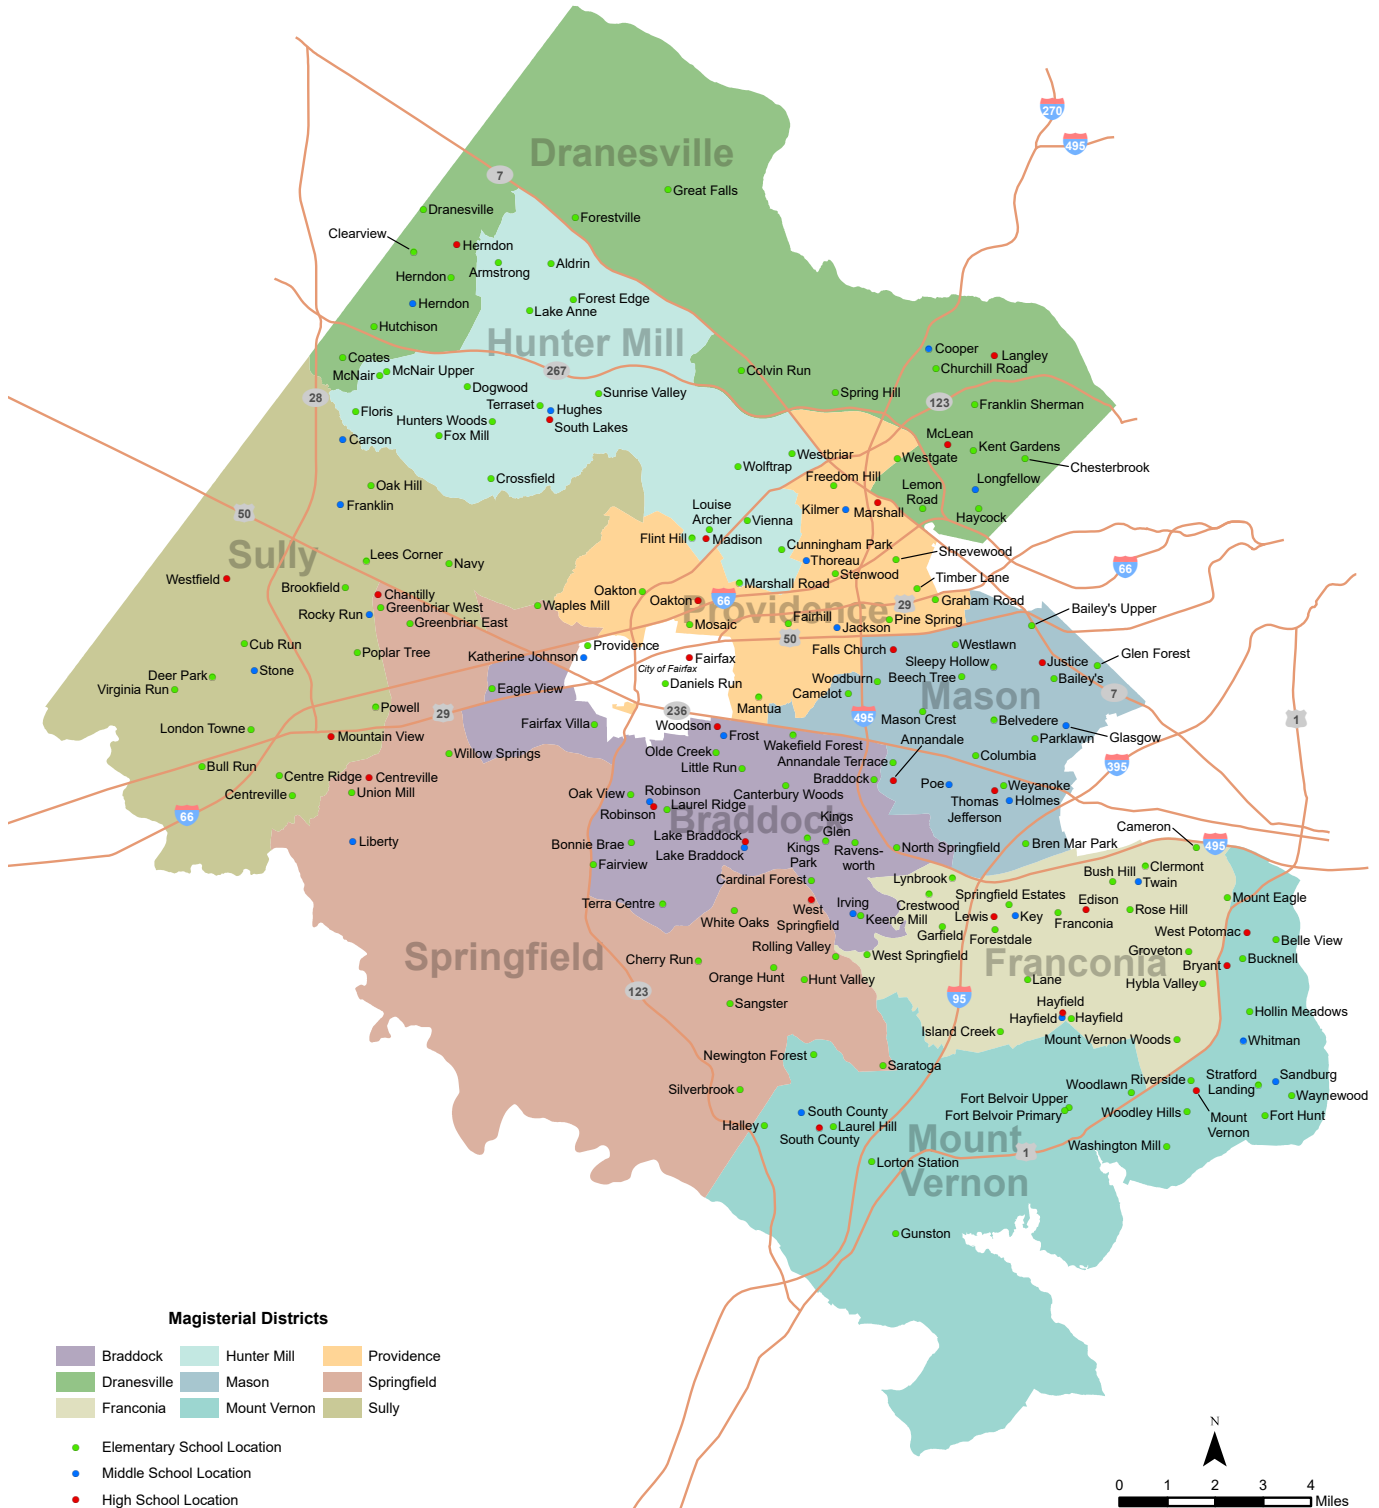 270
495
Dranesville
7
Great Falls
Dranesville
Forestville
Clearview
Herndon
Armstrong
Aldrin
Herndon
Herndon
Forest Edge
Lake Anne
Hutchison
Hunter Mill
Cooper
Langley
Coates
McNair Upper
McNair
267
Colvin Run
Churchill Road
Dogwood
Sunrise Valley
Spring Hill
28
Floris
Terraset
Hughes
123
Franklin Sherman
Hunters Woods
South Lakes
Carson
Fox Mill
McLean
Kent Gardens
Westbriar
Westgate
Chesterbrook
Wolftrap
Freedom Hill
Longfellow
Crossfield
Oak Hill
Lemon
Road
Franklin
Louise
Archer
Vienna
Kilmer
Marshall
Haycock
50
Flint Hill
Madison
Cunningham Park
Shrevewood
Sully
Lees Corner
Navy
Thoreau
66
Westfield
Brookfield
Stenwood
Marshall Road
Timber Lane
Chantilly
Oakton
Oakton
66
Providence
29
Graham Road
Bailey's Upper
Greenbriar West
Waples Mill
Rocky Run
Greenbriar East
Mosaic
Fairhill
Jackson
Pine Spring
50
Cub Run
Providence
Falls Church
Westlawn
Glen Forest
Poplar Tree
Katherine Johnson
Fairfax
City of Fairfax
Sleepy Hollow
Justice
Deer Park
Stone
Daniels Run
Woodburn
Beech Tree
Bailey's
Virginia Run
Eagle View
Camelot
Mason
7
Mantua
Powell
29
236
495
Mason Crest
Belvedere
1
London Towne
Fairfax Villa
Woodson
Frost
Glasgow
Mountain View
Wakefield Forest
Annandale
Parklawn
Willow Springs
Olde Creek
Annandale Terrace
Columbia
395
Bull Run
Little Run
Centre Ridge
Centreville
Braddock
Poe
Weyanoke
Centreville
Union Mill
Oak View
Robinson
Canterbury Woods
Thomas
Jefferson
Holmes
Robinson
Laurel Ridge
66
Braddock
Kings
Glen
Cameron
Liberty
Bonnie Brae
Lake Braddock
Lake Braddock
Kings
Park
Ravens-
worth
North Springfield
Bren Mar Park
495
Fairview
Clermont
Bush Hill
Cardinal Forest
Lynbrook
Twain
Terra Centre
West
Springfield
Irving
Crestwood
Springfield Estates
Edison
Mount Eagle
White Oaks
Keene Mill
Lewis
Key
Franconia
Rose Hill
Garfield
Forestdale
West Potomac
Belle View
Springfield
Rolling Valley
West Springfield
Franconia
Groveton
Cherry Run
Bryant
Bucknell
Orange Hunt
Hunt Valley
Lane
Hybla Valley
123
95
Sangster
Hayfield
Hayfield
Hayfield
Hollin Meadows
Island Creek
Mount Vernon Woods
Whitman
Newington Forest
Saratoga
Silverbrook
Woodlawn
Riverside
Stratford
Landing
Sandburg
Fort Belvoir Upper
Waynewood
South County
Fort Belvoir Primary
Woodley Hills
Mount
Vernon
Fort Hunt
Halley
Laurel Hill
South County
Mount
Vernon
1
Washington Mill
Lorton Station
Gunston
Magisterial Districts
Braddock
Hunter Mill
Providence
Dranesville
Mason
Springfield
Franconia
Mount Vernon
Sully
Elementary School Location
Middle School Location
High School Location
N
0 1 2 3 4
Miles